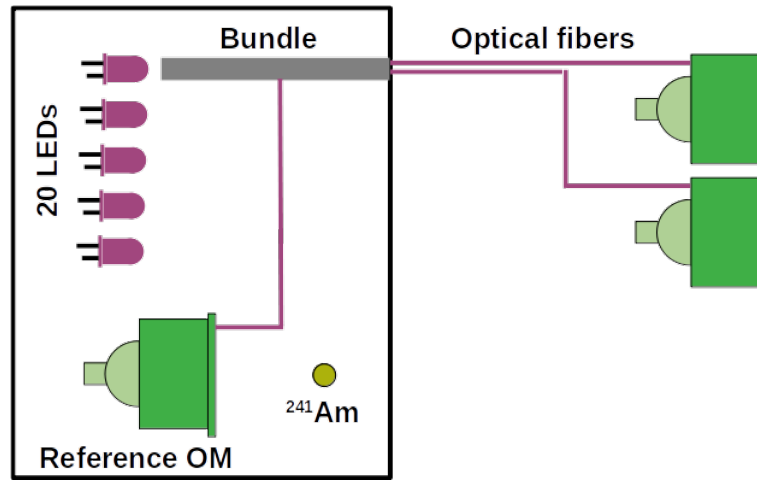 Bundle
Optical fibers
20 LEDs
²⁴¹Am
Reference OM